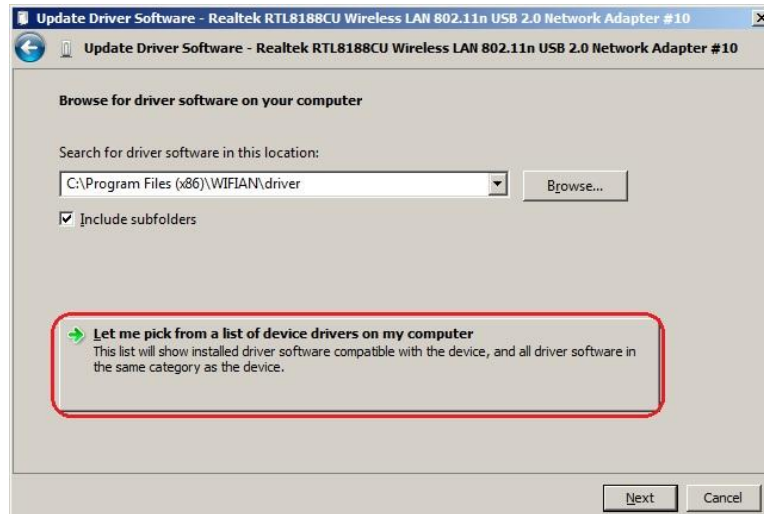 Update Driver Software - Realtek RTL8188CU Wireless LAN 802.11n USB 2.0 Network Adapter #10
Update Driver Software - Realtek RTL8188CU Wireless LAN 802.11n USB 2.0 Network Adapter #10
Browse for driver software on your computer
Search for driver software in this location:
C:\Program Files (x86)\WIFIAN\driver
Browse...
Include subfolders
Let me pick from a list of device drivers on my computer
This list will show installed driver software compatible with the device, and all driver software in
the same category as the device.
Next Cancel